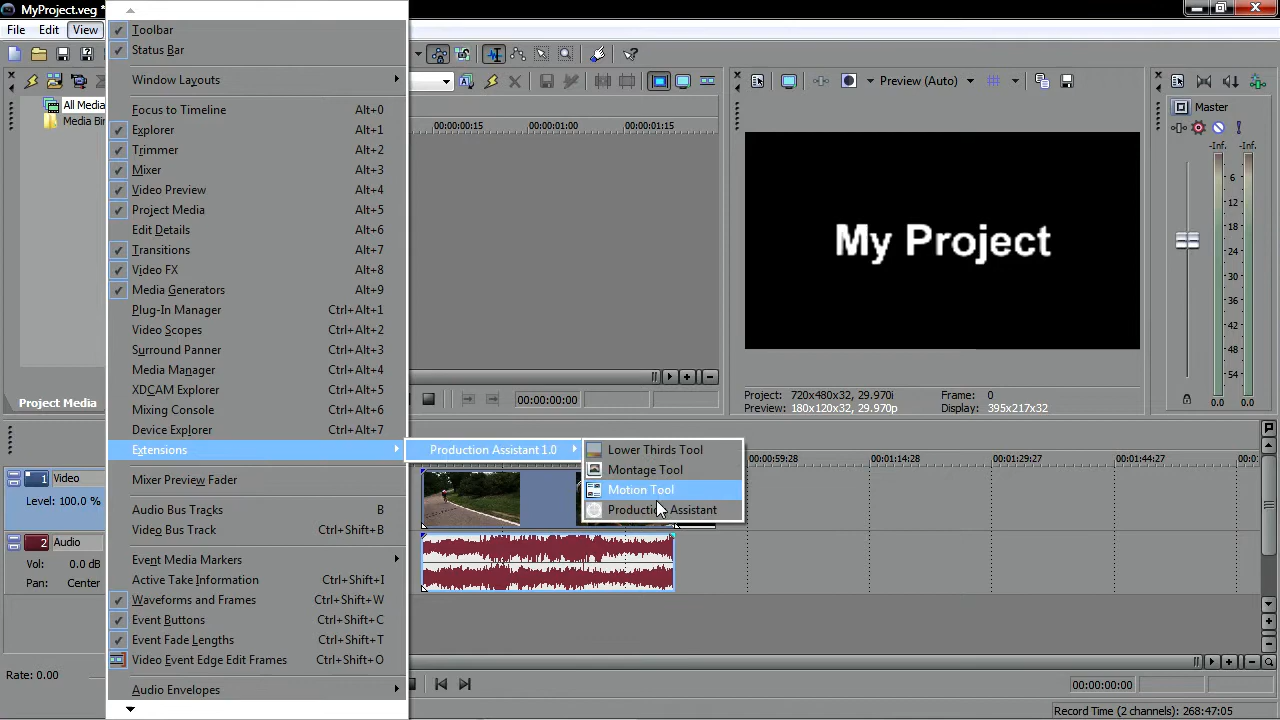 MyProject.veg *
File Edit View
Toolbar
Status Bar
Window Layouts
Focus to Timeline Alt+0
Explorer Alt+1
Trimmer Alt+2
Mixer Alt+3
Video Preview Alt+4
Project Media Alt+5
Edit Details Alt+6
Transitions Alt+7
Video FX Alt+8
Media Generators Alt+9
Plug-In Manager Ctrl+Alt+1
Video Scopes Ctrl+Alt+2
Surround Panner Ctrl+Alt+3
Media Manager Ctrl+Alt+4
XDCAM Explorer Ctrl+Alt+5
Mixing Console Ctrl+Alt+6
Device Explorer Ctrl+Alt+7
Extensions
Mixer Preview Fader
Audio Bus Tracks B
Video Bus Track Ctrl+Shift+B
Event Media Markers
Active Take Information Ctrl+Shift+I
Waveforms and Frames Ctrl+Shift+W
Event Buttons Ctrl+Shift+C
Event Fade Lengths Ctrl+Shift+T
Video Event Edge Edit Frames Ctrl+Shift+O
Audio Envelopes
Production Assistant 1.0
Lower Thirds Tool
Montage Tool
Motion Tool
Production Assistant
All Media
Media Bin
Project Media
00:00:00:15 00:00:01:00 00:00:01:15
00:00:00:00
Preview (Auto)
My Project
Project: 720x480x32, 29.970i Frame: 0
Preview: 180x120x32, 29.970p Display: 395x217x32
Master
-Inf. -Inf.
6
12
18
24
30
36
42
48
54
0.0 0.0
00:00:59:28 00:01:14:28 00:01:29:29 00:01:44:29 00:0
1 Video
Level: 100.0 %
2 Audio
Vol: 0.0 dB
Pan: Center
Rate: 0.00
00:00:00:00
Record Time (2 channels): 268:47:05